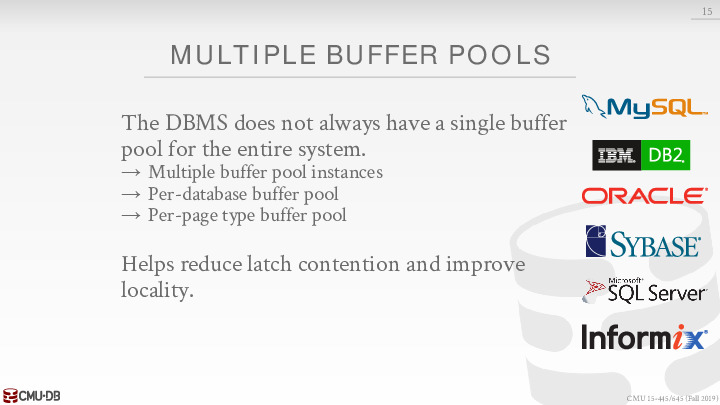 15
MULTIPLE BUFFER POOLS
The DBMS does not always have a single buffer
pool for the entire system.
→ Multiple buffer pool instances
→ Per-database buffer pool
→ Per-page type buffer pool
Helps reduce latch contention and improve
locality.
MySQL
IBM DB2
ORACLE
SYBASE
Microsoft
SQL Server
Informix
CMU·DB
CMU 15-445/645 (Fall 2019)